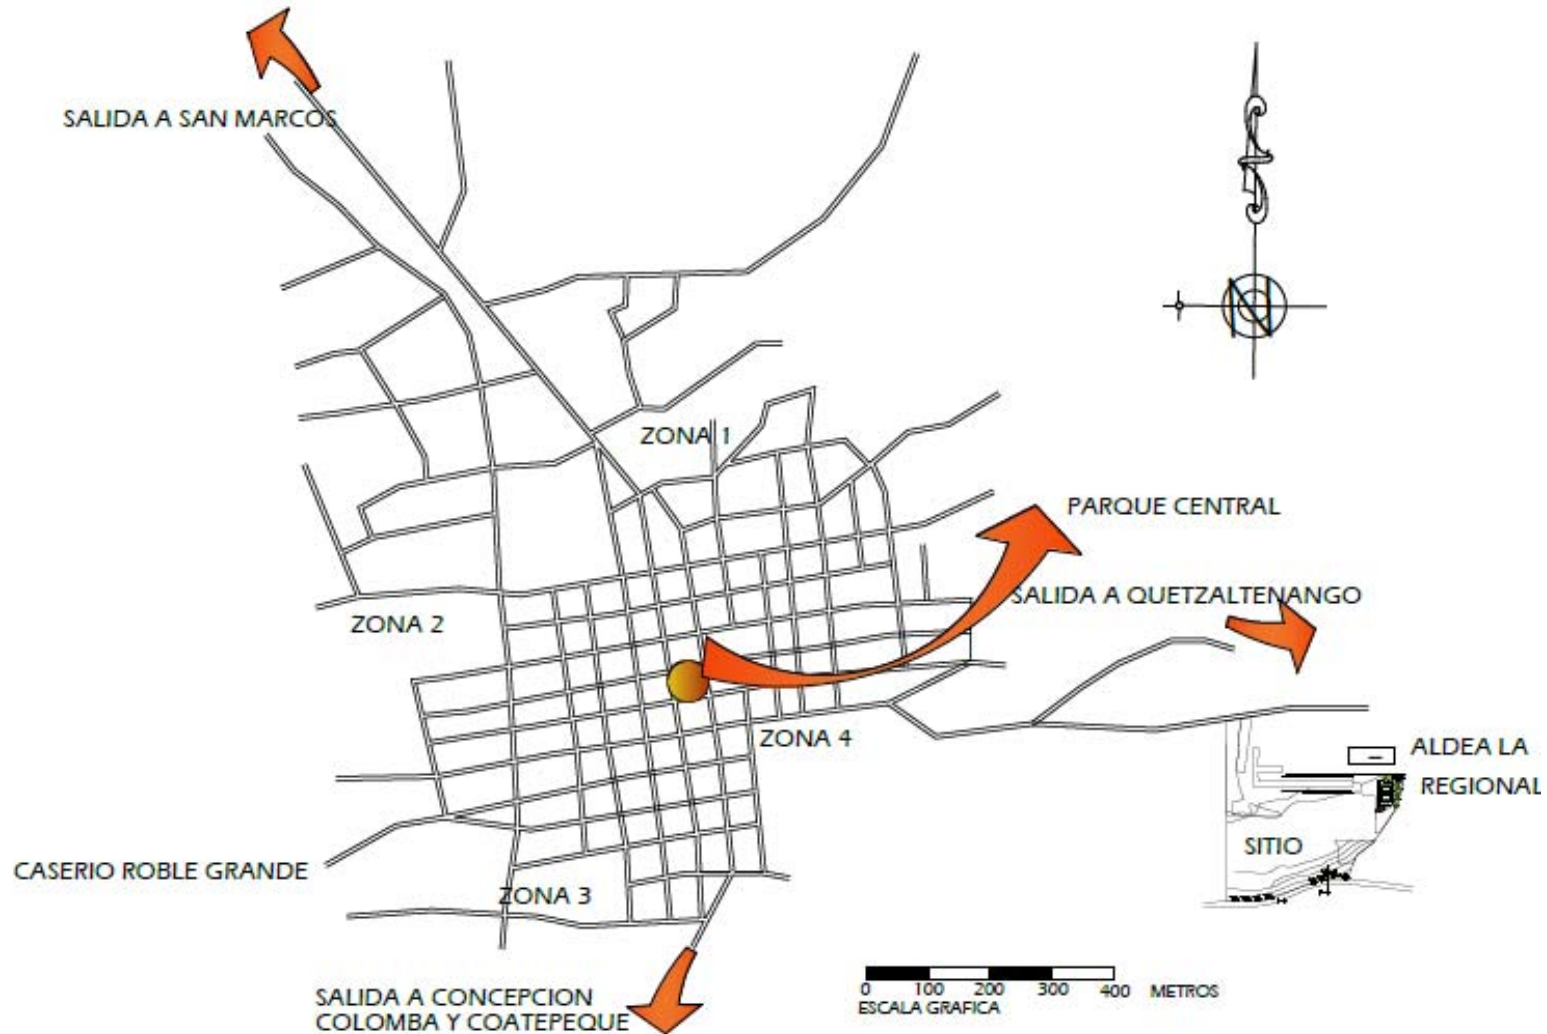 SALIDA A SAN MARCOS
ZONA 1
PARQUE CENTRAL
SALIDA A QUETZALTENANGO
ZONA 2
ZONA 4
ALDEA LA
REGIONAL
SITIO
CASERIO ROBLE GRANDE
ZONA 3
SALIDA A CONCEPCION
COLOMBA Y COATEPEQUE
0 100 200 300 400 METROS
ESCALA GRAFICA
N